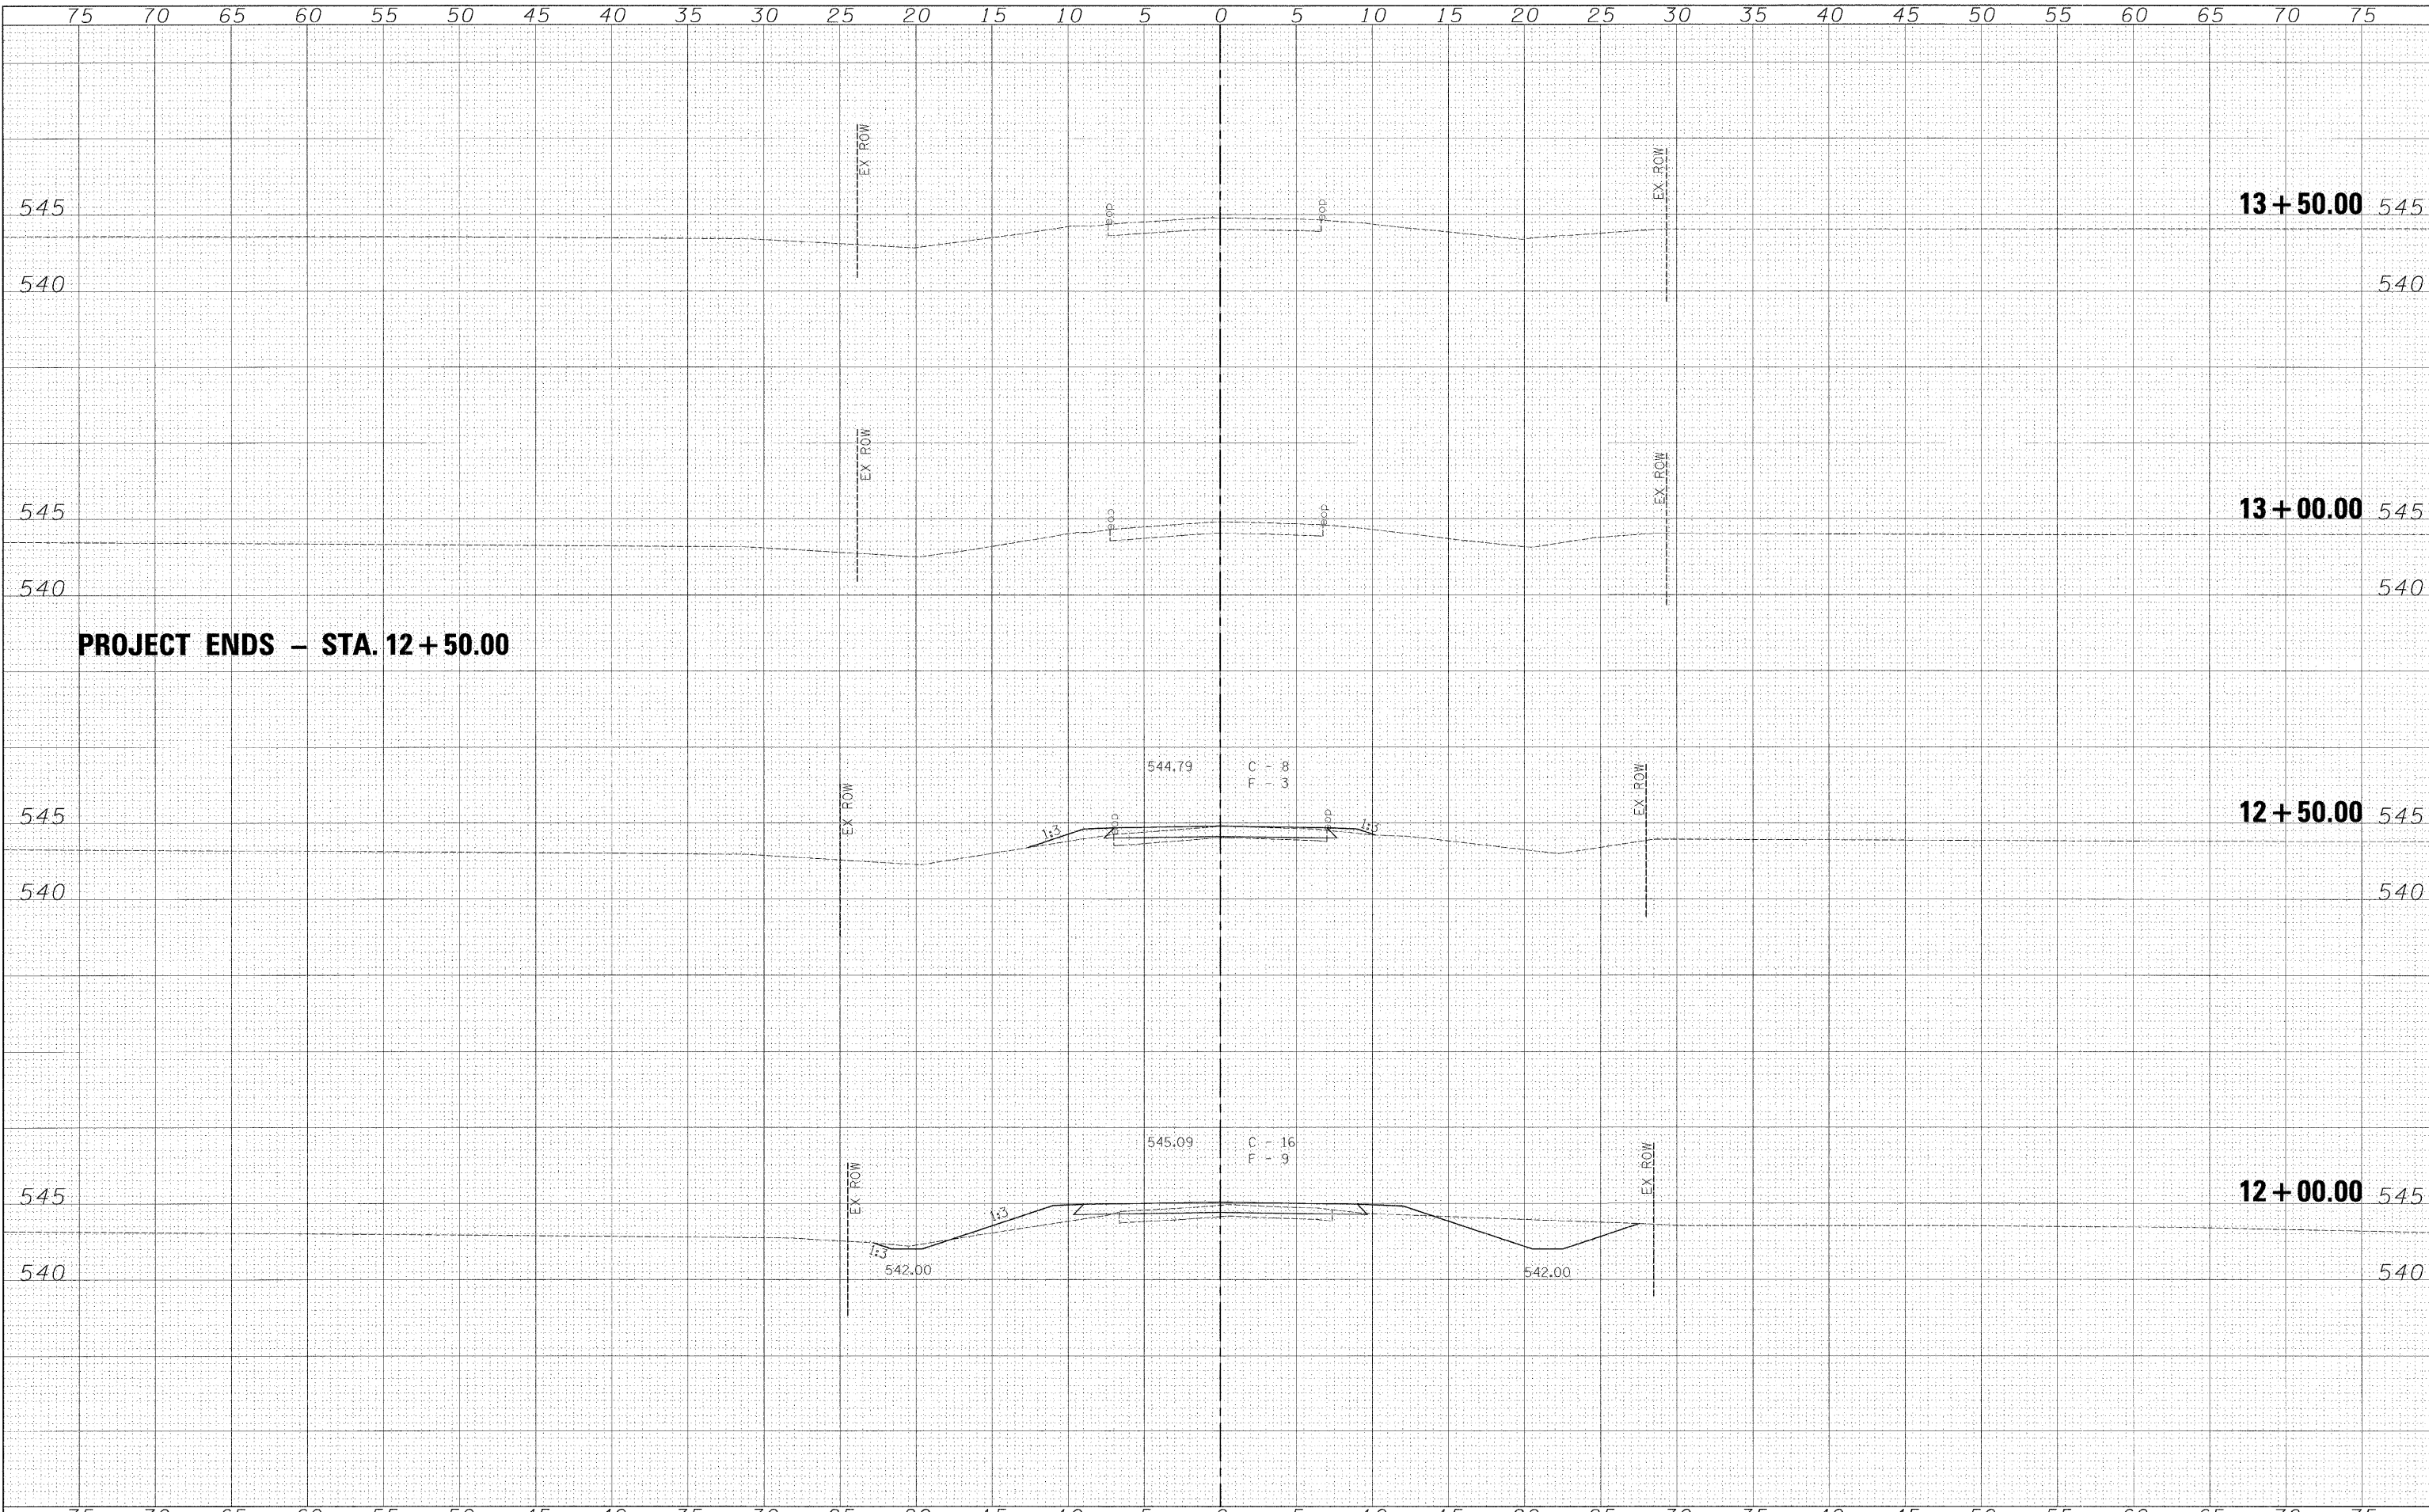 75 70 65 60 55 50 45 40 35 30 25 20 15 10 5 0 5 10 15 20 25 30 35 40 45 50 55 60 65 70 75
EX ROW
EX ROW
eop
eop
545
13+50.00 545
540
540
EX ROW
EX ROW
eop
eop
545
13+00.00 545
540
540
PROJECT ENDS – STA. 12+50.00
544.79
C - 8
F - 3
EX ROW
EX ROW
eop
eop
1:3
1:3
545
12+50.00 545
540
540
545.09
C - 16
F - 9
EX ROW
EX ROW
545
12+00.00 545
1:3
1:3
542.00
542.00
540
540
75 70 65 60 55 50 45 40 35 30 25 20 15 10 5 0 5 10 15 20 25 30 35 40 45 50 55 60 65 70 75